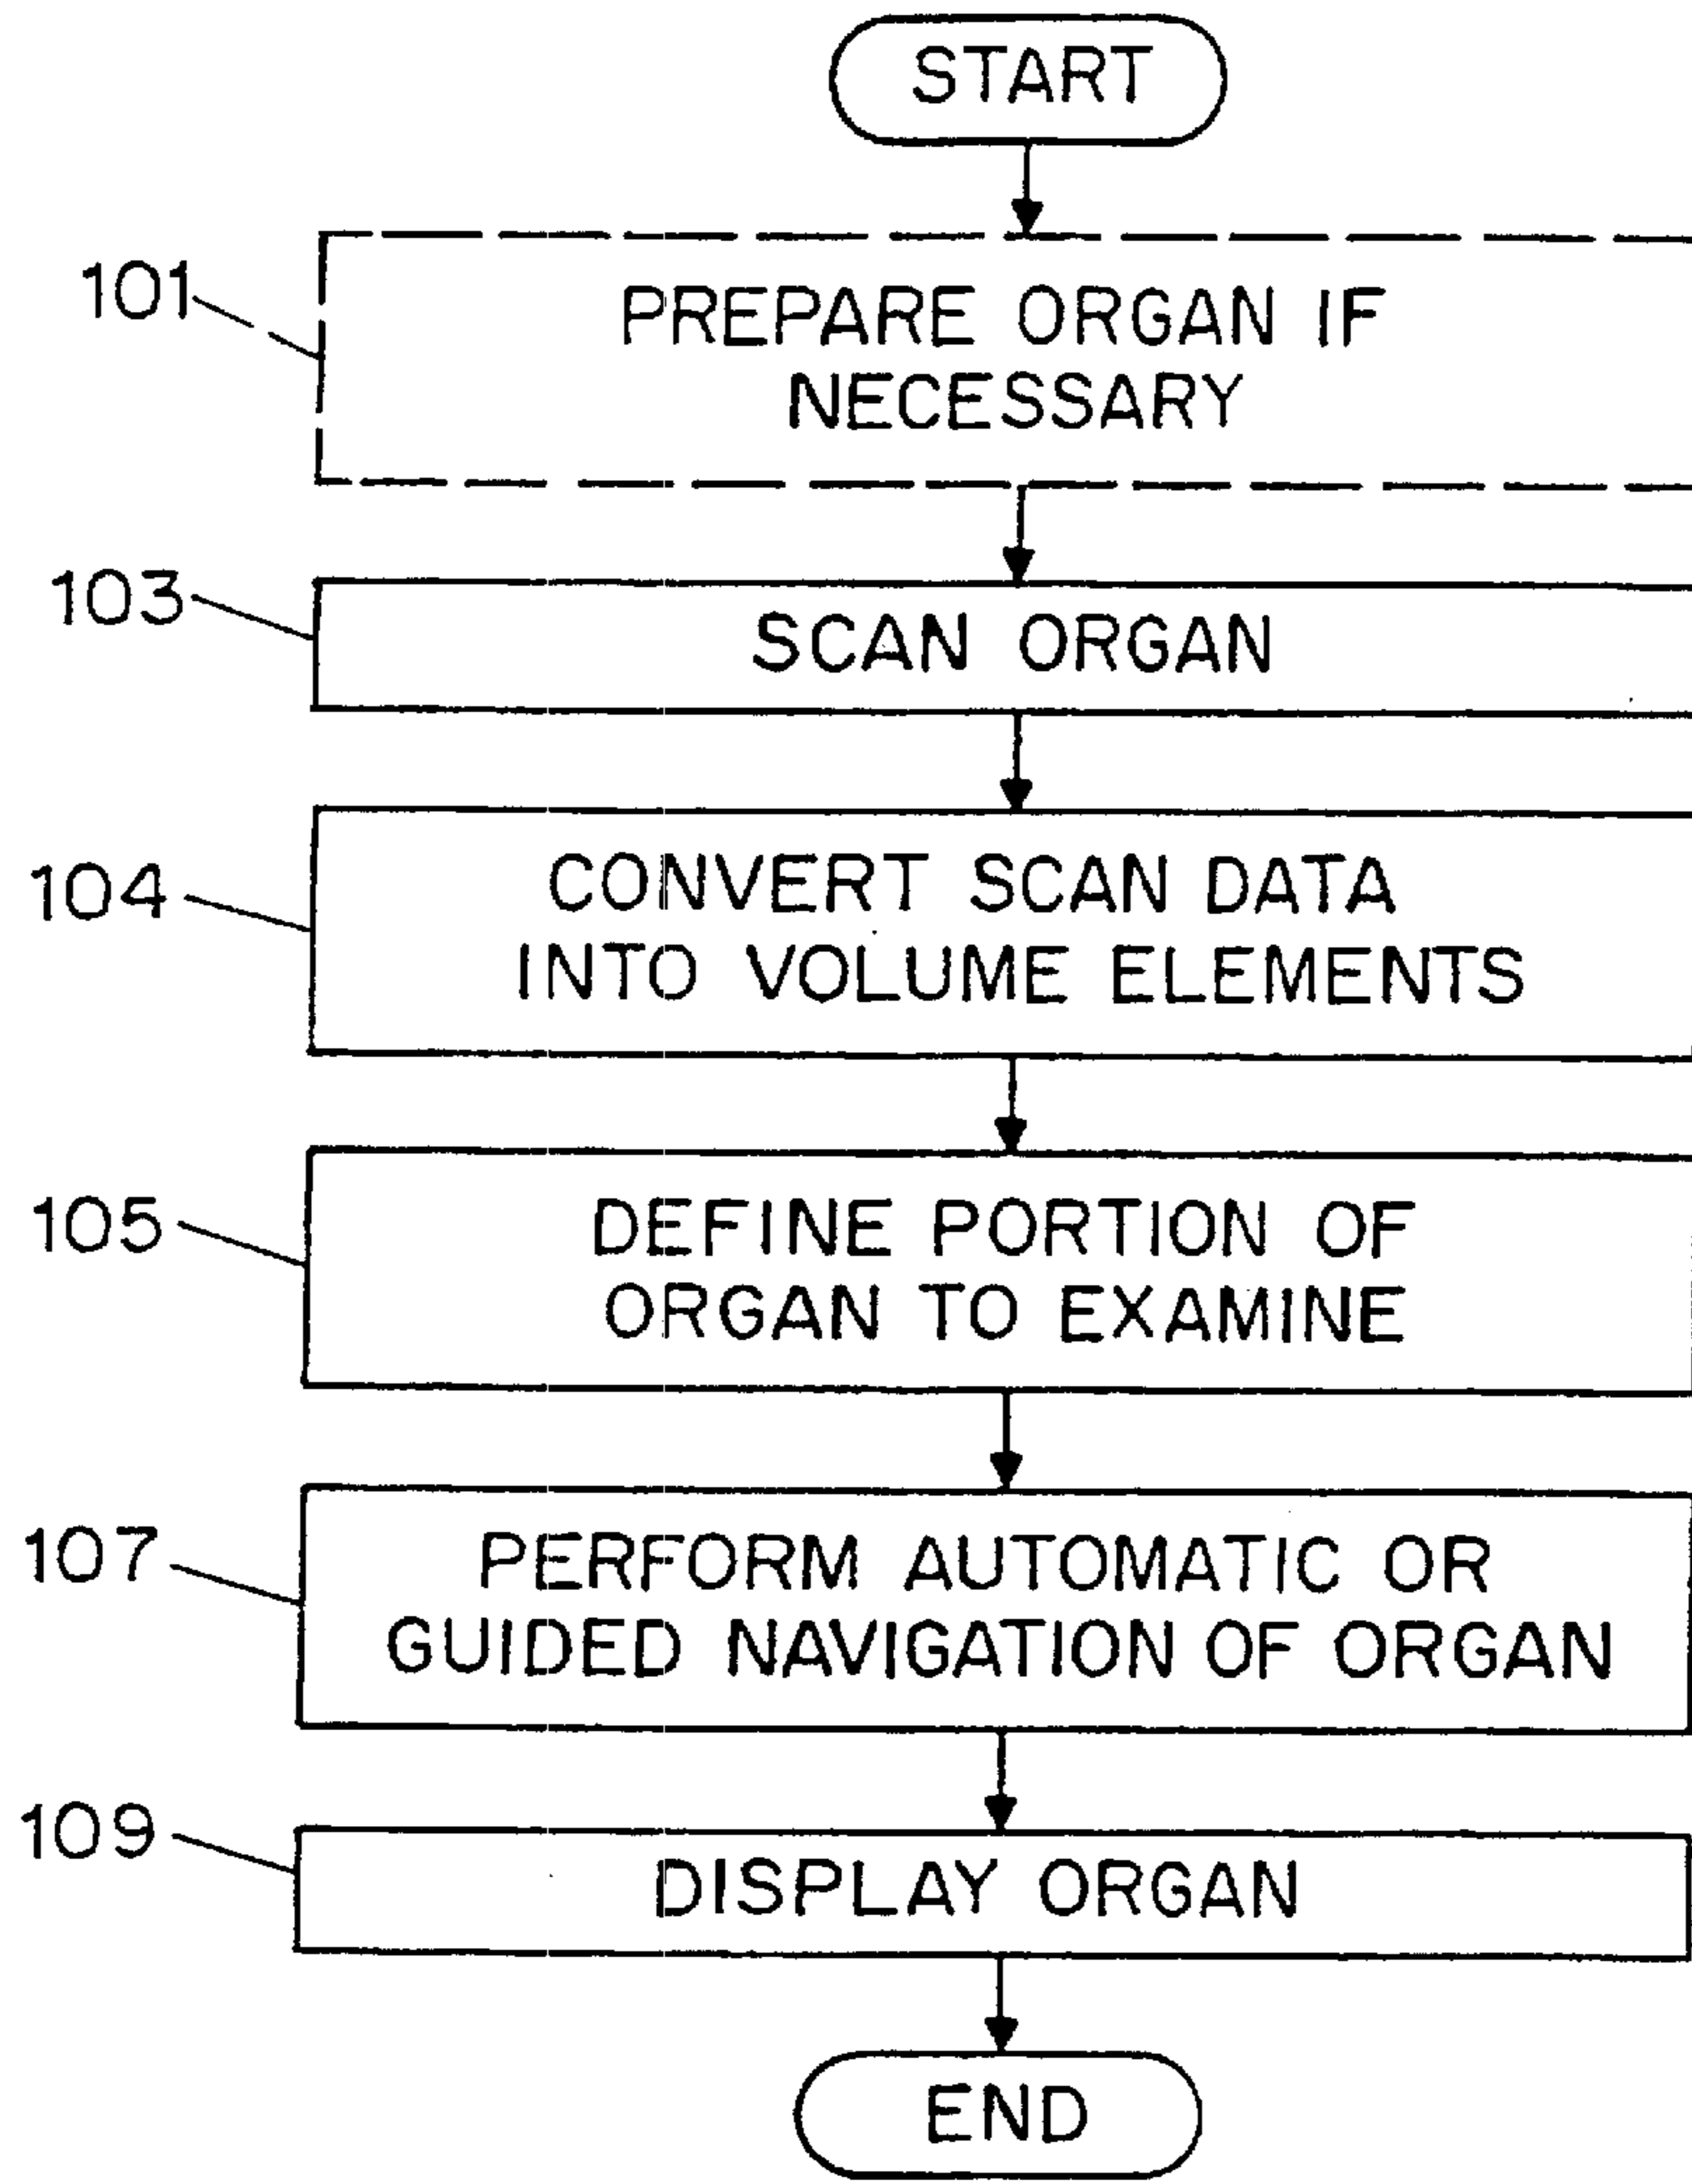 START
101
PREPARE ORGAN IF
NECESSARY
103
SCAN ORGAN
104
CONVERT SCAN DATA
INTO VOLUME ELEMENTS
105
DEFINE PORTION OF
ORGAN TO EXAMINE
107
PERFORM AUTOMATIC OR
GUIDED NAVIGATION OF ORGAN
109
DISPLAY ORGAN
END